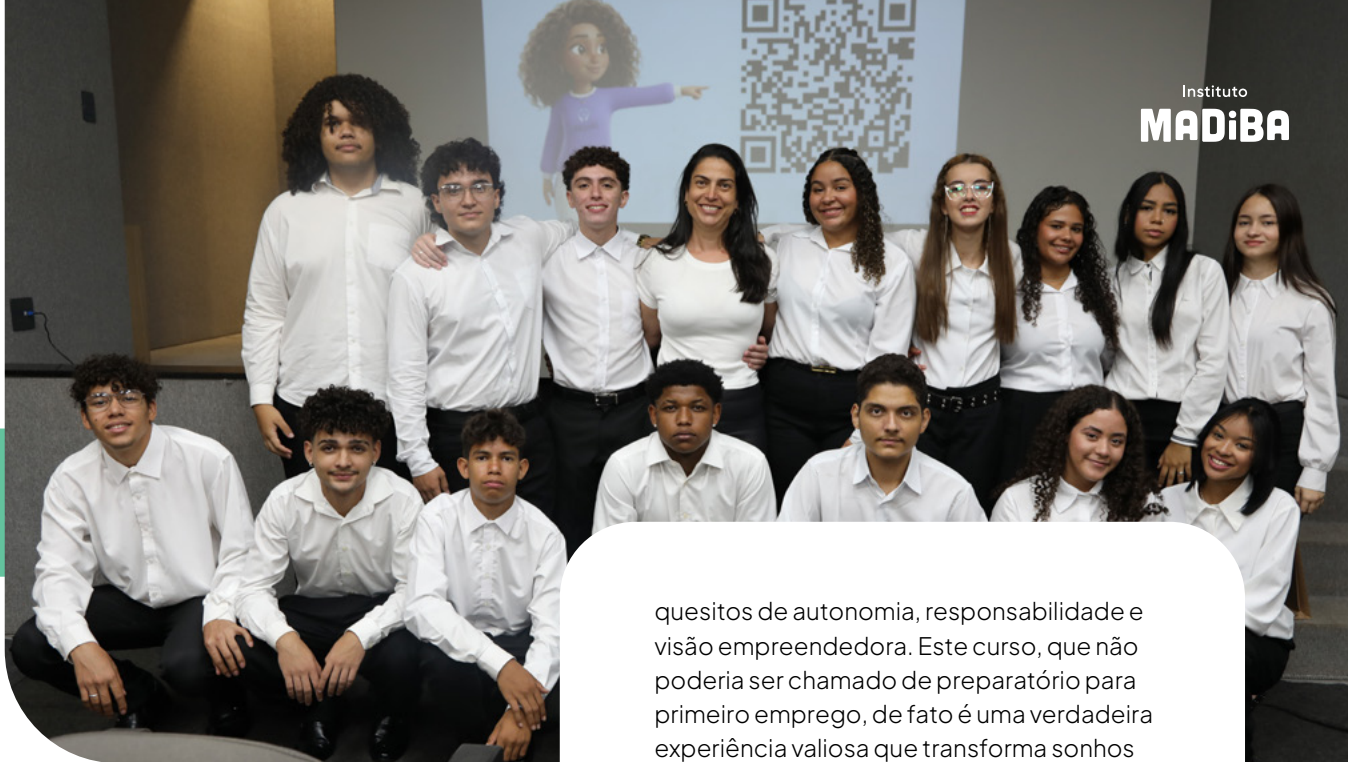 Instituto
MADiBA
quesitos de autonomia, responsabilidade e
visão empreendedora. Este curso, que não
poderia ser chamado de preparatório para
primeiro emprego, de fato é uma verdadeira
experiência valiosa que transforma sonhos